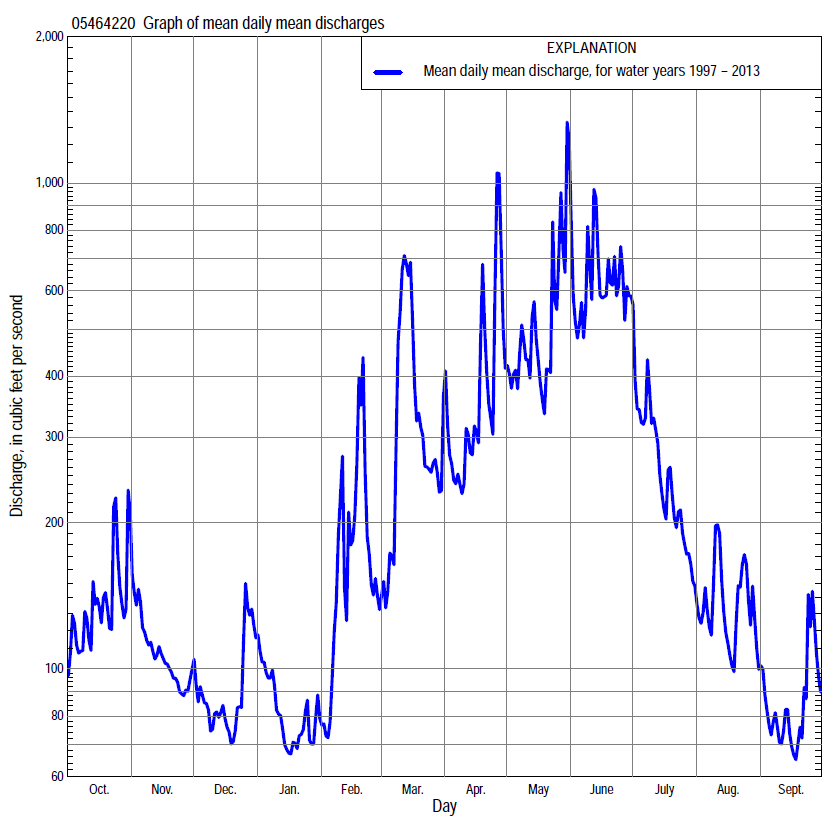 05464220 Graph of mean daily mean discharges
EXPLANATION
Mean daily mean discharge, for water years 1997 – 2013
Discharge, in cubic feet per second
2,000
1,000
800
600
400
300
200
100
80
60
Oct. Nov. Dec. Jan. Feb. Mar. Apr. May June July Aug. Sept.
Day